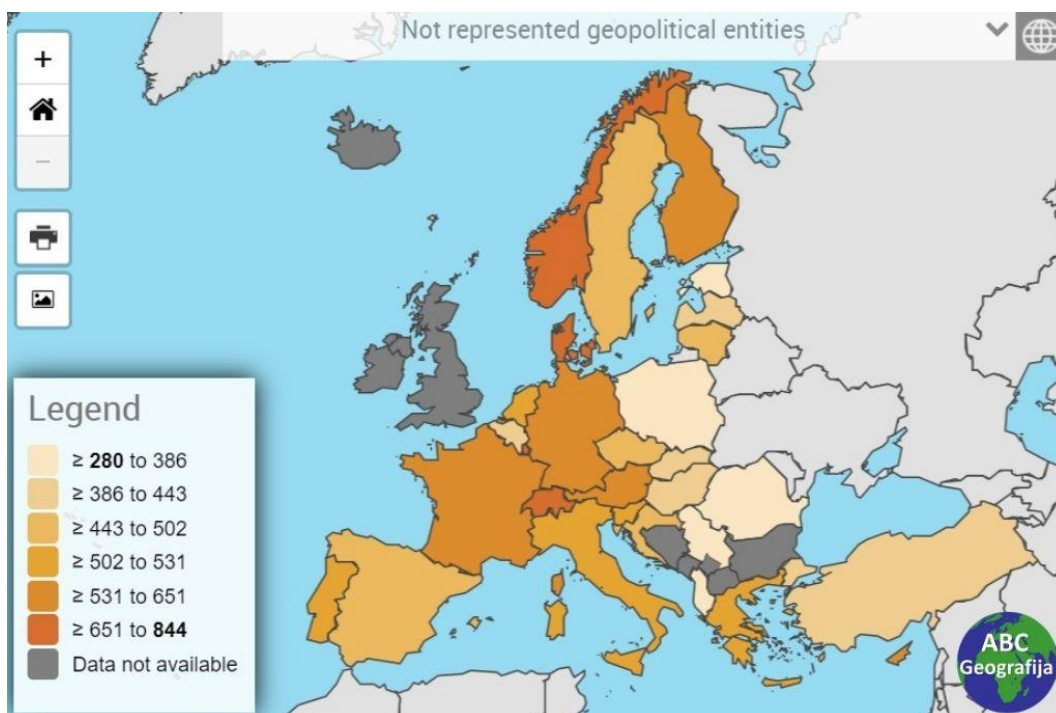 Not represented geopolitical entities
+
−
Legend
≥ 280 to 386
≥ 386 to 443
≥ 443 to 502
≥ 502 to 531
≥ 531 to 651
≥ 651 to 844
Data not available
ABC
Geografija